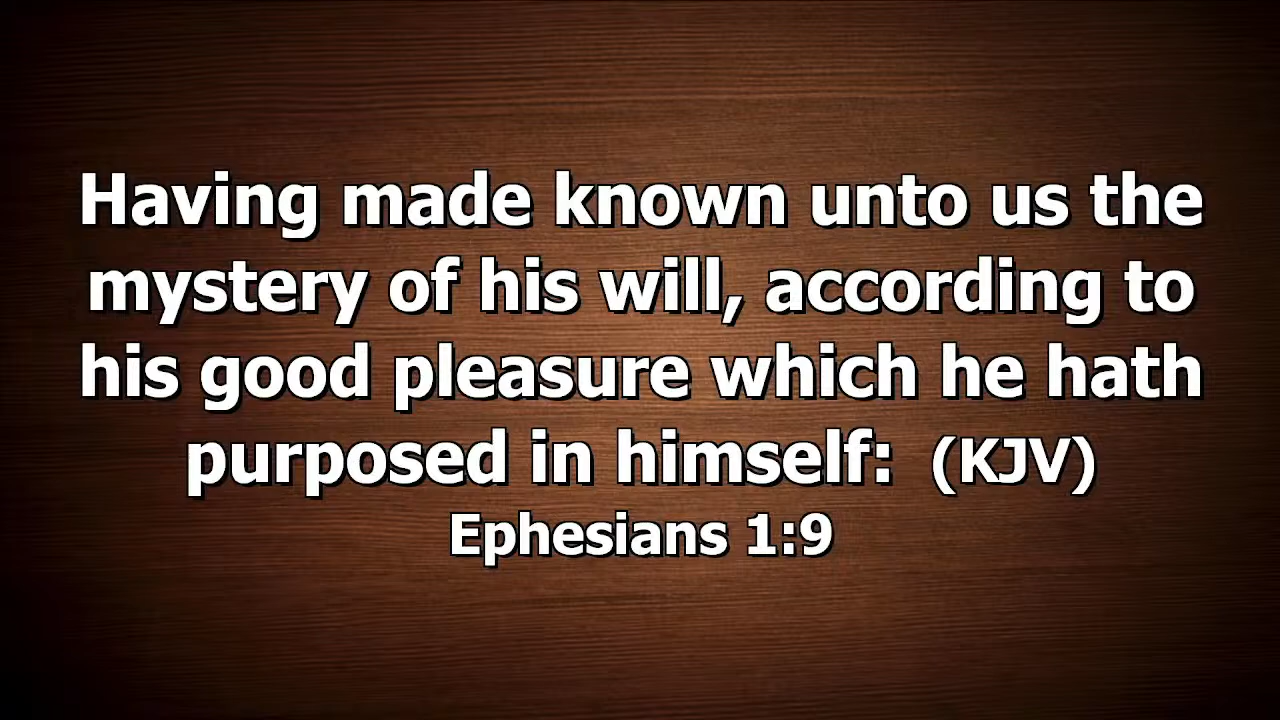 Having made known unto us the
mystery of his will, according to
his good pleasure which he hath
purposed in himself: (KJV)
Ephesians 1:9